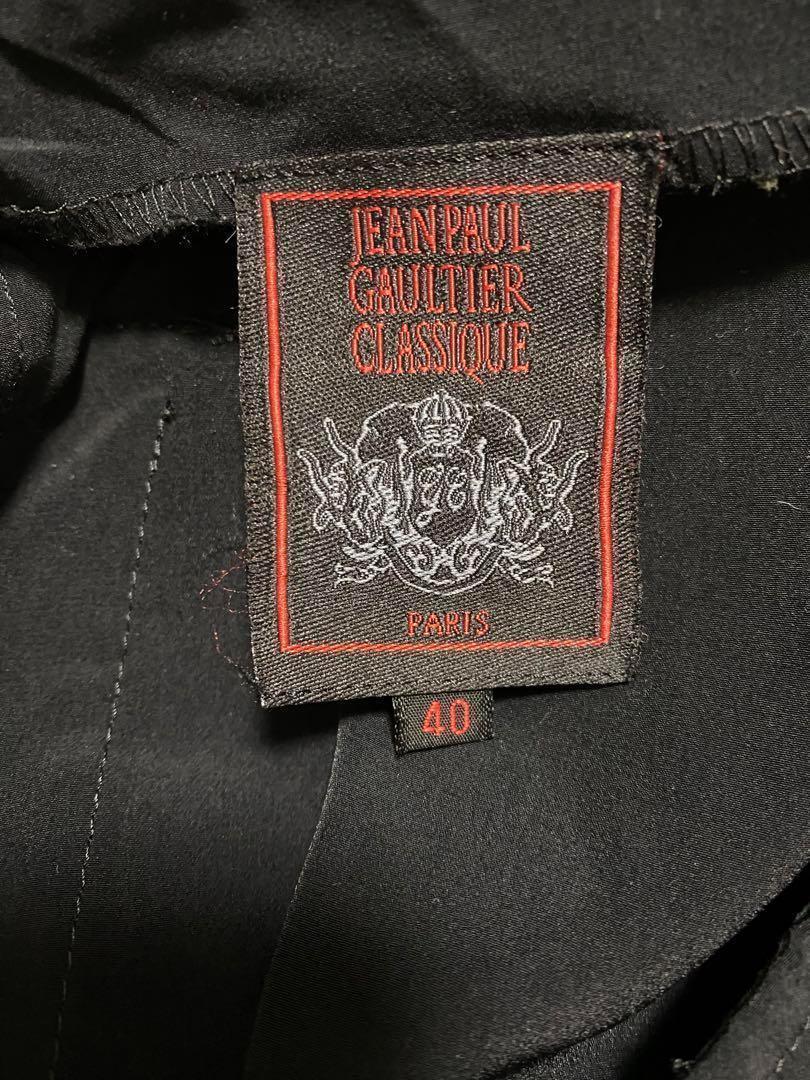 JEAN PAUL
GAULTIER
CLASSIQUE
PARIS
40